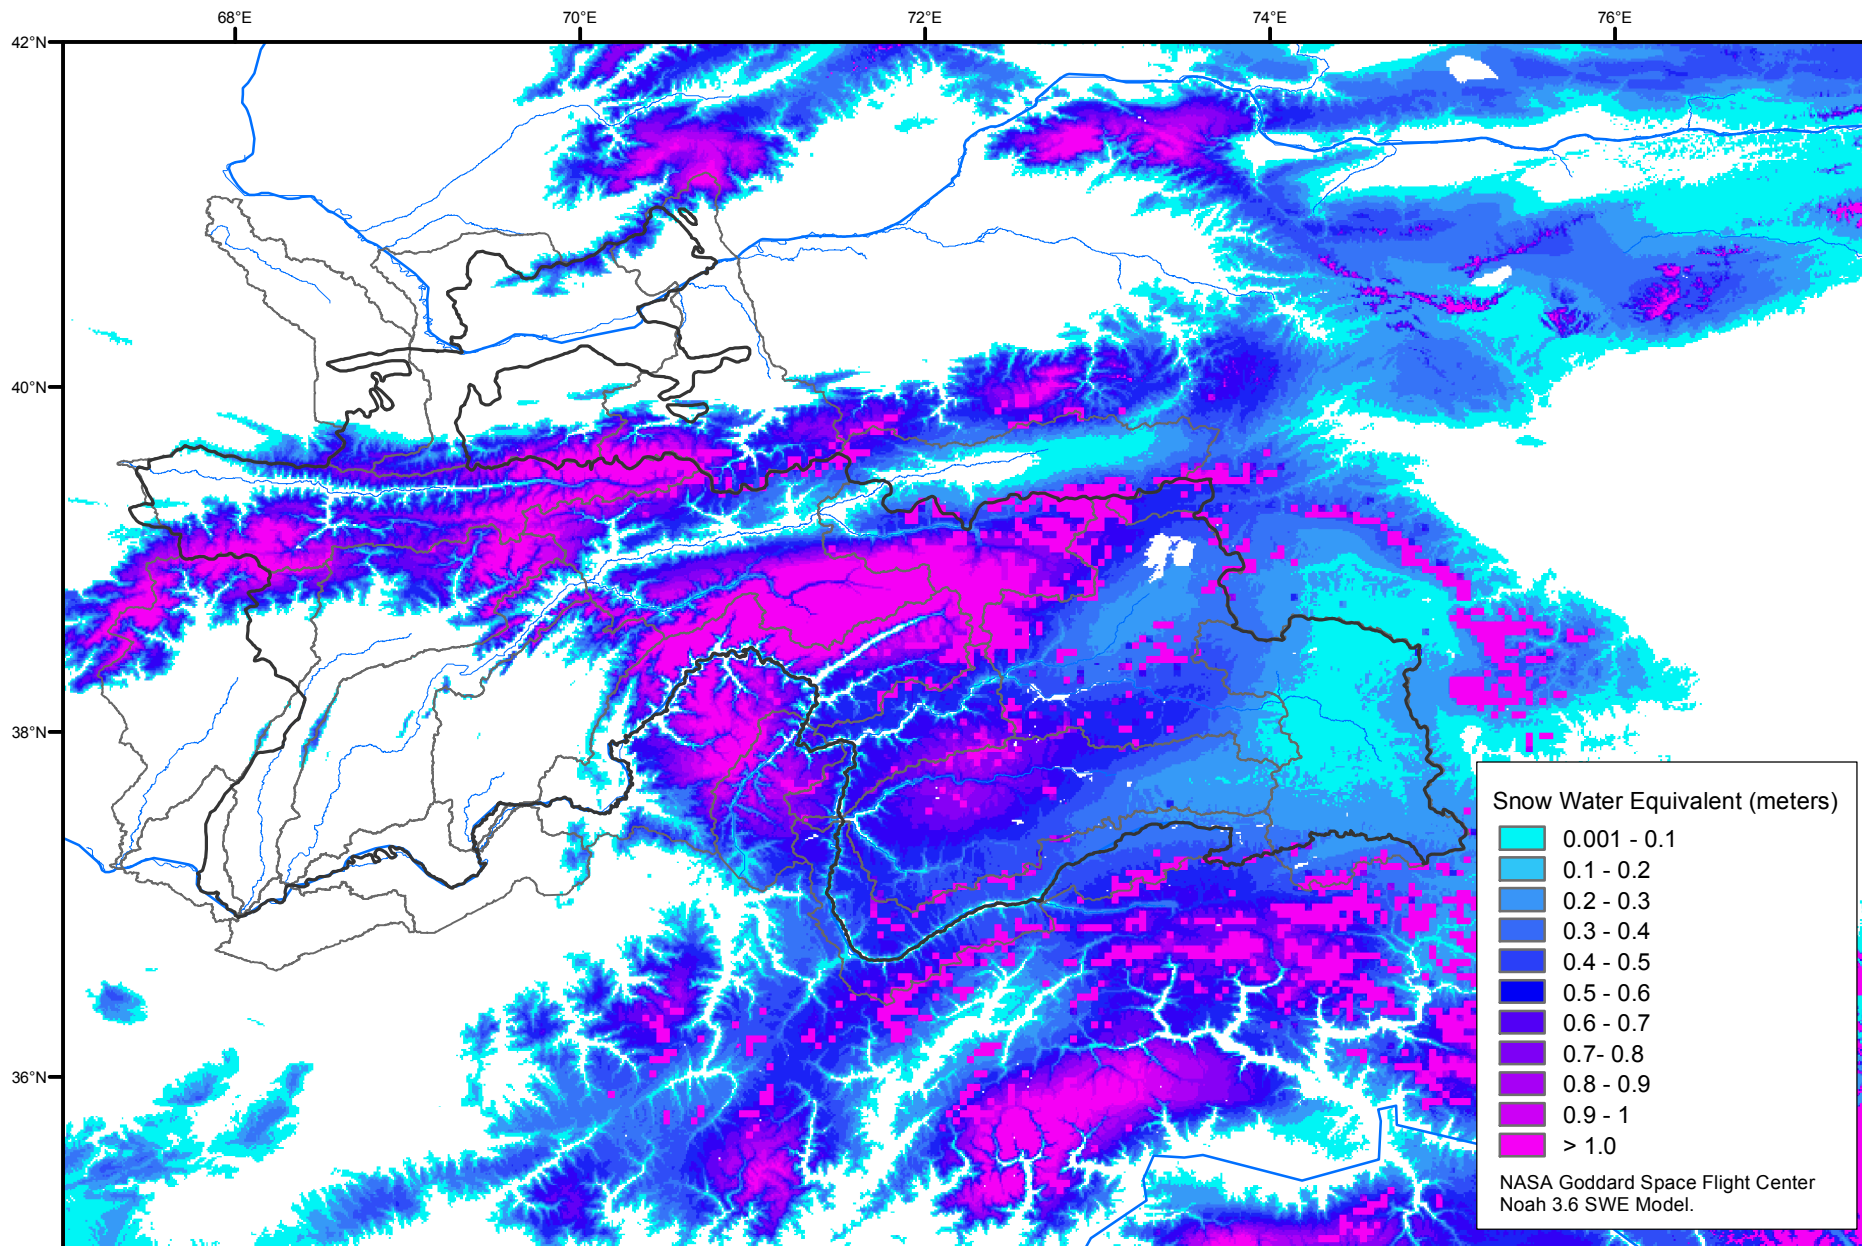 68°E
70°E
72°E
74°E
76°E
42°N
40°N
38°N
36°N
Snow Water Equivalent (meters)
0.001 - 0.1
0.1 - 0.2
0.2 - 0.3
0.3 - 0.4
0.4 - 0.5
0.5 - 0.6
0.6 - 0.7
0.7- 0.8
0.8 - 0.9
0.9 - 1
> 1.0
NASA Goddard Space Flight Center
Noah 3.6 SWE Model.